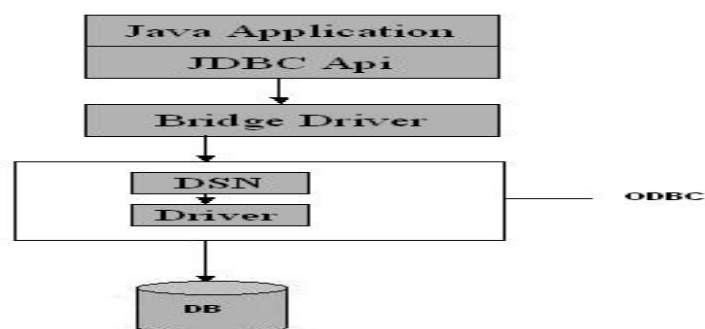 Java Application
JDBC Api
Bridge Driver
DSN
Driver
ODBC
DB